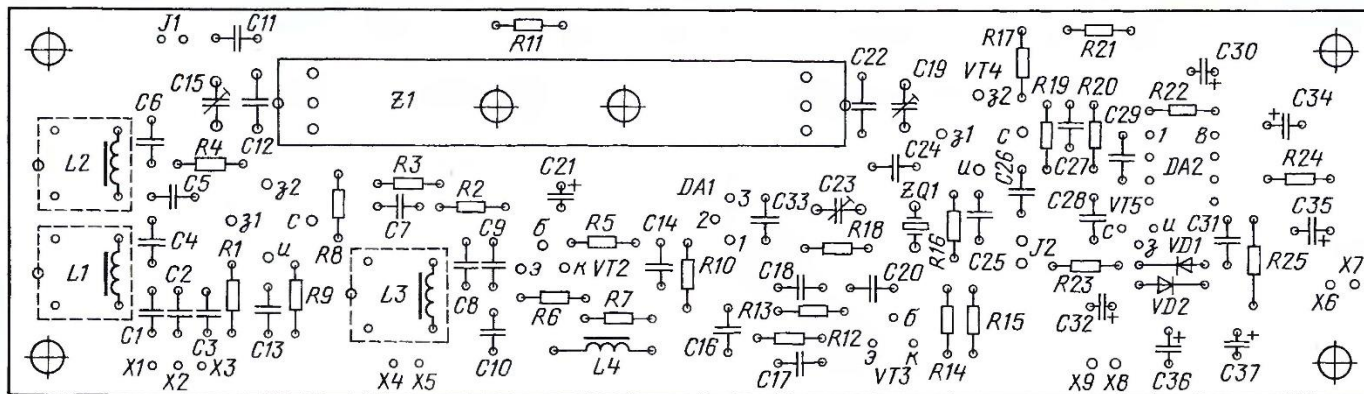 J1 C11 R11 R17 R21
C30
C15 C22 C19 VT4
C6 Z1 з2 R19 R20 R22 C34
C12 з1 С C29 1 8
L2 R4 R3 C21 C24 И C26 C27 DA2 R24
C5 з2 R2 DA1 3 C33 C23 ZQ1 C28 VT5
з1 С C7 б R5 C14 2 R18 R16 C С И C31 C35
C4 R1 И R8 C9 1 J2 з VD1
L1 C2 R9 L3 C8 Э К VT2 R10 C18 C20 C25 R23 R25 X7
R6 R7 R13 б VD2 X6
C1 C3 C13 C10 C16 R12 Э К R15 C32
X1 X2 X3 X4 X5 L4 C17 VT3 R14 X9 X8 C36 C37